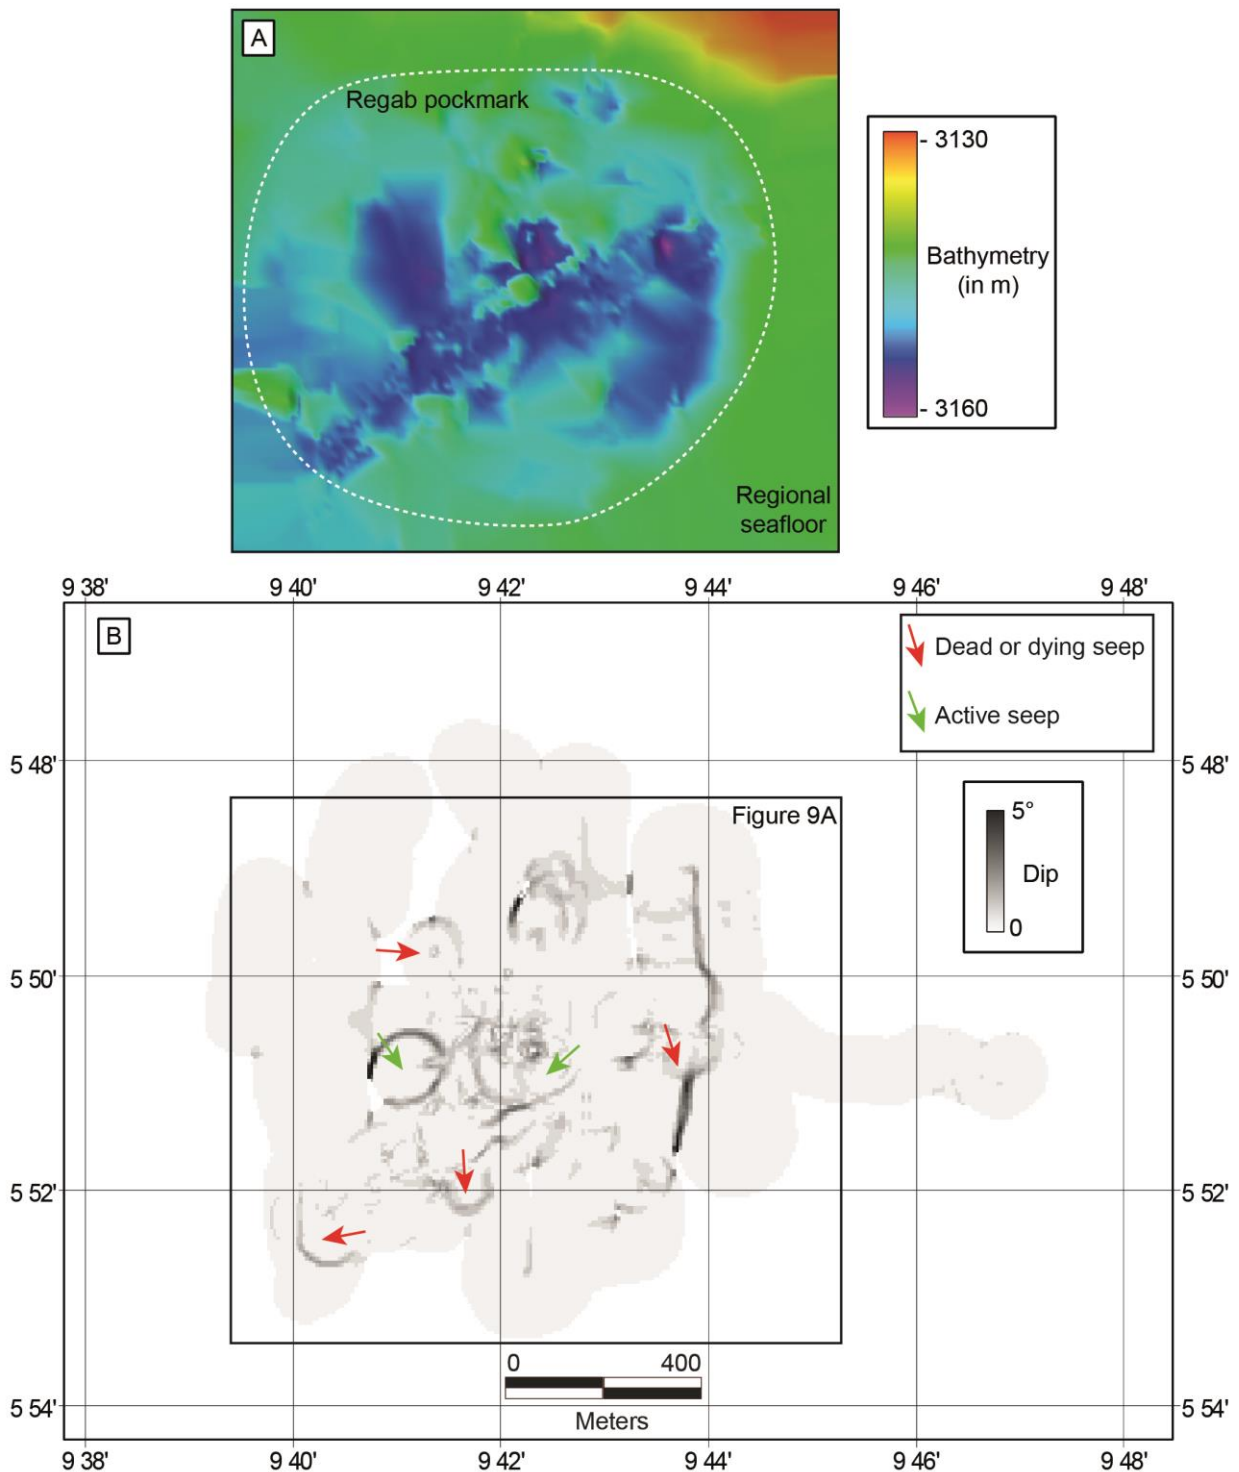 A
Regab pockmark
- 3130
Bathymetry
(in m)
- 3160
Regional
seafloor
9 38'
9 40'
9 42'
9 44'
9 46'
9 48'
B
Dead or dying seep
Active seep
5 48'
5 48'
Figure 9A
5°
Dip
0
5 50'
5 50'
5 52'
5 52'
0
400
Meters
5 54'
5 54'
9 38'
9 40'
9 42'
9 44'
9 46'
9 48'